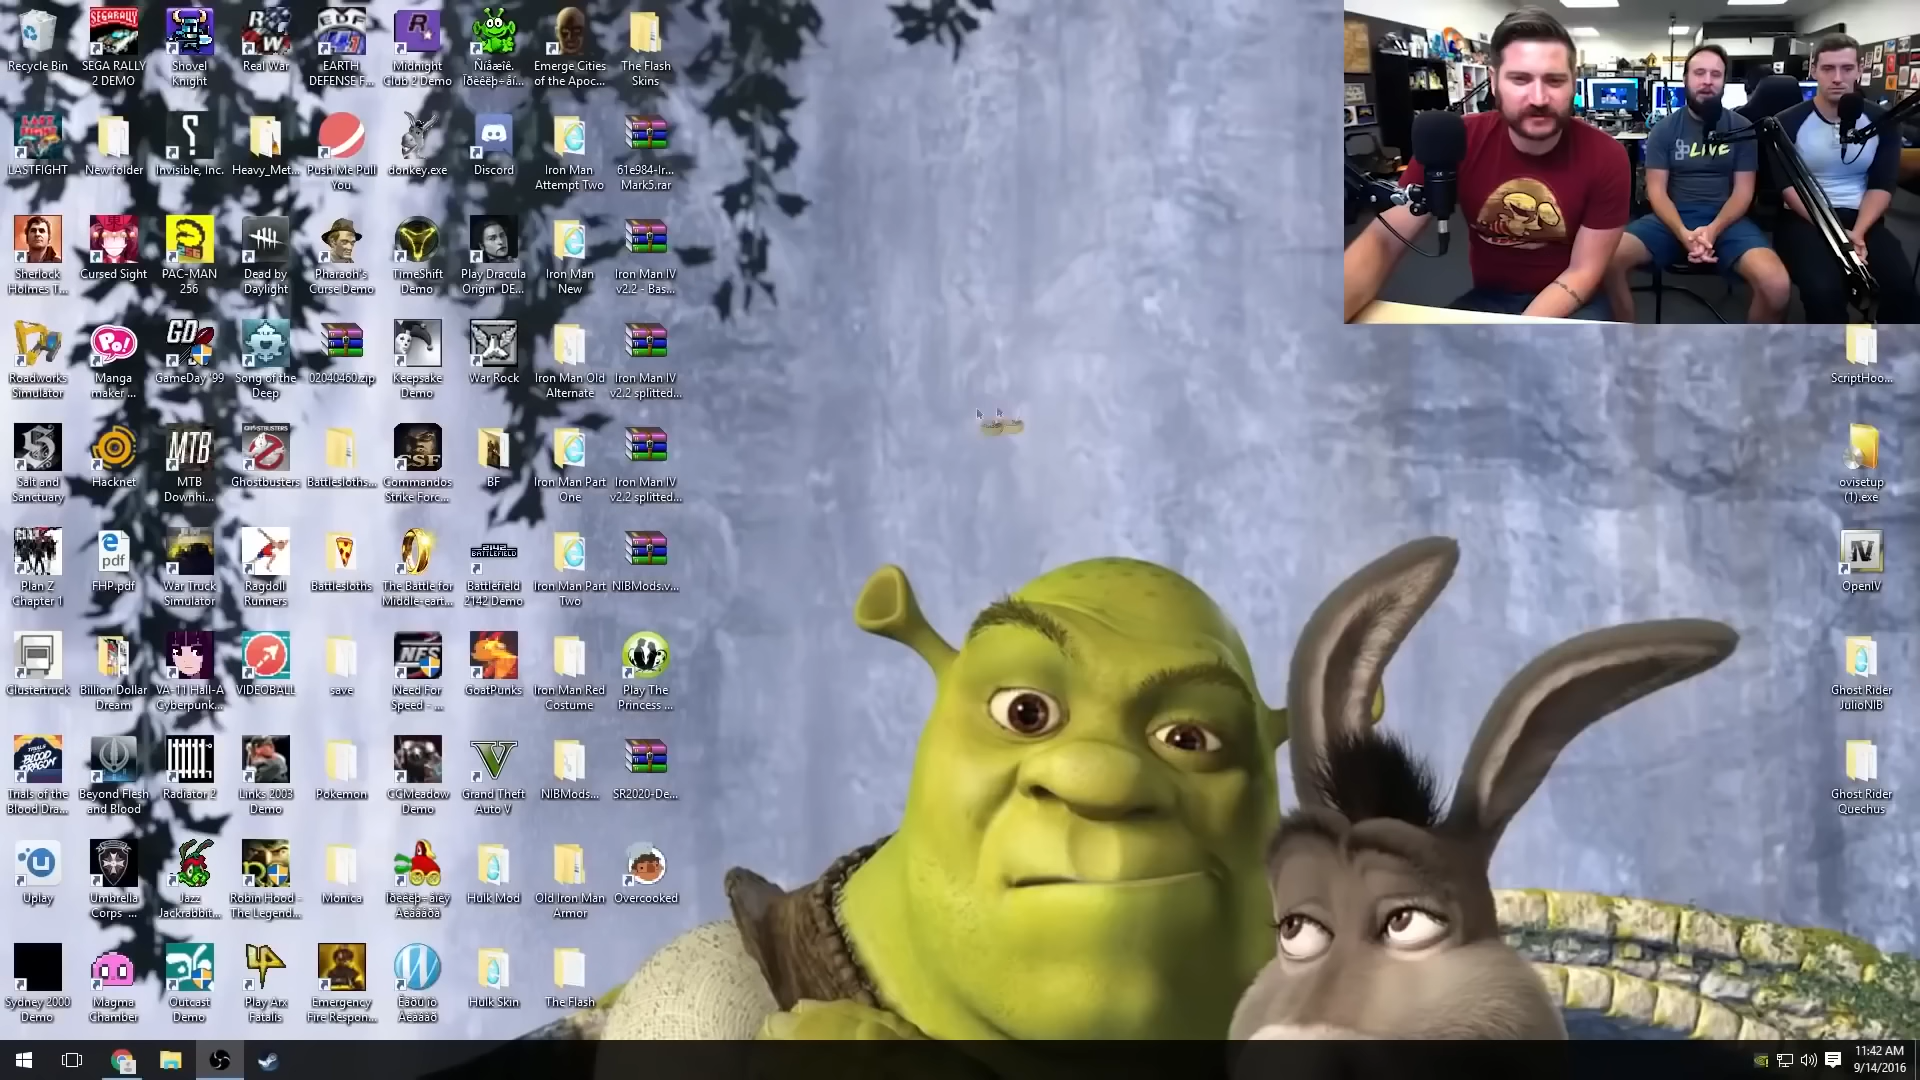 Recycle Bin
SEGA RALLY
2 DEMO
Shovel
Knight
Real War
EARTH
DEFENSE F...
Midnight
Club 2 Demo
Emerge Cities
of the Apoc...
The Flash
Skins
LASTFIGHT
New folder
Invisible, Inc.
Heavy_Met...
Push Me Pull
You
donkey.exe
Discord
Iron Man
Attempt Two
61e984-Ir...
Mark5.rar
Sherlock
Holmes T...
Cursed Sight
PAC-MAN
256
Dead by
Daylight
Pharaoh's
Curse Demo
TimeShift
Demo
Play Dracula
Origin_DE...
Iron Man
New
Iron Man IV
v2.2 - Bas...
Roadworks
Simulator
Manga
maker ...
GameDay '99
Song of the
Deep
02040460.zip
Keepsake
Demo
War Rock
Iron Man Old
Alternate
Iron Man IV
v2.2 splitted...
ScriptHoo...
Salt and
Sanctuary
Hacknet
MTB
Downhi...
Ghostbusters
Battlesloths...
Commandos
Strike Forc...
BF
Iron Man Part
One
Iron Man IV
v2.2 splitted...
ovisetup
(1).exe
Plan Z
Chapter 1
FHP.pdf
War Truck
Simulator
Ragdoll
Runners
Battlesloths
The Battle for
Middle-eart...
Battlefield
2142 Demo
Iron Man Part
Two
NIBMods.v...
OpenIV
Clustertruck
Billion Dollar
Dream
VA-11 Hall-A
Cyberpunk...
VIDEOBALL
save
Need For
Speed - ...
GoatPunks
Iron Man Red
Costume
Play The
Princess ...
Ghost Rider
JulioNIB
Trials of the
Blood Dra...
Beyond Flesh
and Blood
Radiator 2
Links 2003
Demo
Pokemon
CCMeadow
Demo
Grand Theft
Auto V
NIBMods...
SR2020-De...
Ghost Rider
Quechus
Uplay
Umbrella
Corps ...
Jazz
Jackrabbit...
Robin Hood -
The Legend...
Monica
Hulk Mod
Old Iron Man
Armor
Overcooked
Sydney 2000
Demo
Magma
Chamber
Outcast
Demo
Play Arx
Fatalis
Emergency
Fire Respon...
Hulk Skin
The Flash
LIVE
11:42 AM
9/14/2016